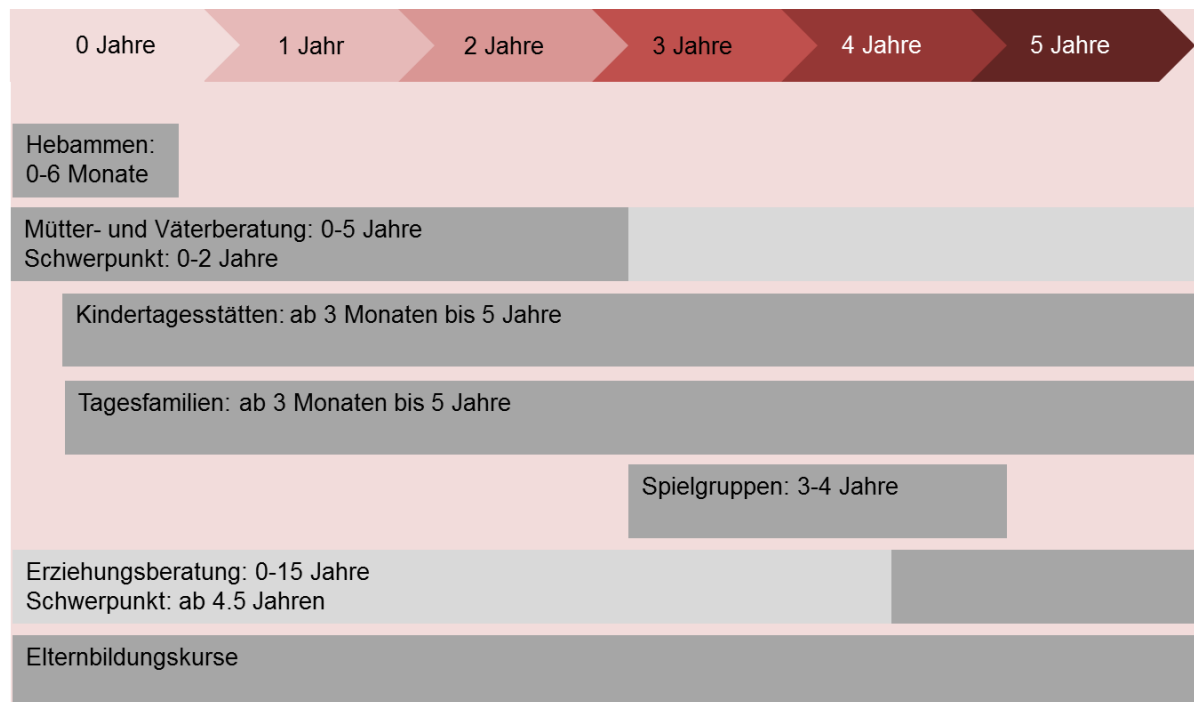 0 Jahre 1 Jahr 2 Jahre 3 Jahre 4 Jahre 5 Jahre
Hebammen:
0-6 Monate
Mütter- und Väterberatung: 0-5 Jahre
Schwerpunkt: 0-2 Jahre
Kindertagesstätten: ab 3 Monaten bis 5 Jahre
Tagesfamilien: ab 3 Monaten bis 5 Jahre
Spielgruppen: 3-4 Jahre
Erziehungsberatung: 0-15 Jahre
Schwerpunkt: ab 4.5 Jahren
Elternbildungskurse